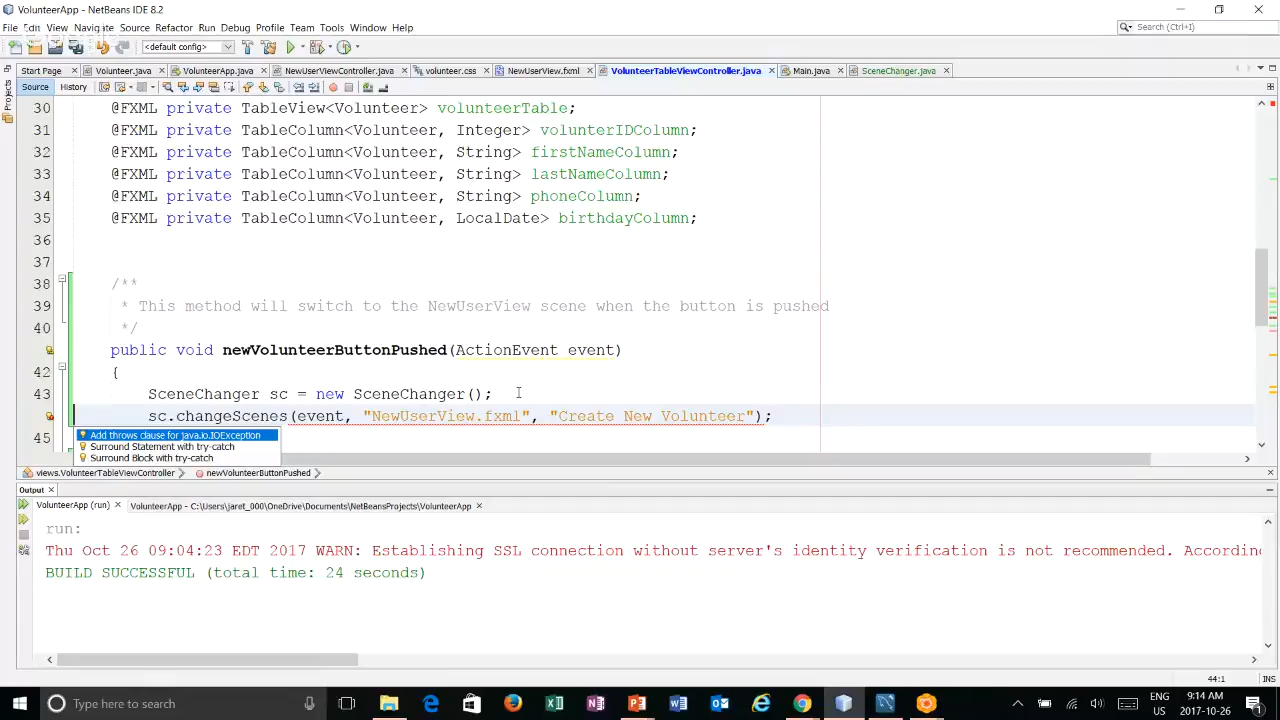 VolunteerApp - NetBeans IDE 8.2
File Edit View Navigate Source Refactor Run Debug Profile Team Tools Window Help
Search (Ctrl+I)
<default config>
Start Page Volunteer.java VolunteerApp.java NewUserViewController.java volunteer.css NewUserView.fxml VolunteerTableViewController.java Main.java SceneChanger.java
Source History
Projects
30 @FXML private TableView<Volunteer> volunteerTable;
31 @FXML private TableColumn<Volunteer, Integer> volunterIDColumn;
32 @FXML private TableColumn<Volunteer, String> firstNameColumn;
33 @FXML private TableColumn<Volunteer, String> lastNameColumn;
34 @FXML private TableColumn<Volunteer, String> phoneColumn;
35 @FXML private TableColumn<Volunteer, LocalDate> birthdayColumn;
36
37
38 /**
39 * This method will switch to the NewUserView scene when the button is pushed
40 */
public void newVolunteerButtonPushed(ActionEvent event)
42 {
43 SceneChanger sc = new SceneChanger();
sc.changeScenes(event, "NewUserView.fxml", "Create New Volunteer");
45
Add throws clause for java.io.IOException
Surround Statement with try-catch
Surround Block with try-catch
views.VolunteerTableViewController newVolunteerButtonPushed
Output
VolunteerApp (run) VolunteerApp - C:\Users\jaret_000\OneDrive\Documents\NetBeansProjects\VolunteerApp
run:
Thu Oct 26 09:04:23 EDT 2017 WARN: Establishing SSL connection without server's identity verification is not recommended. According
BUILD SUCCESSFUL (total time: 24 seconds)
44:1 INS
Type here to search
ENG
US
9:14 AM
2017-10-26